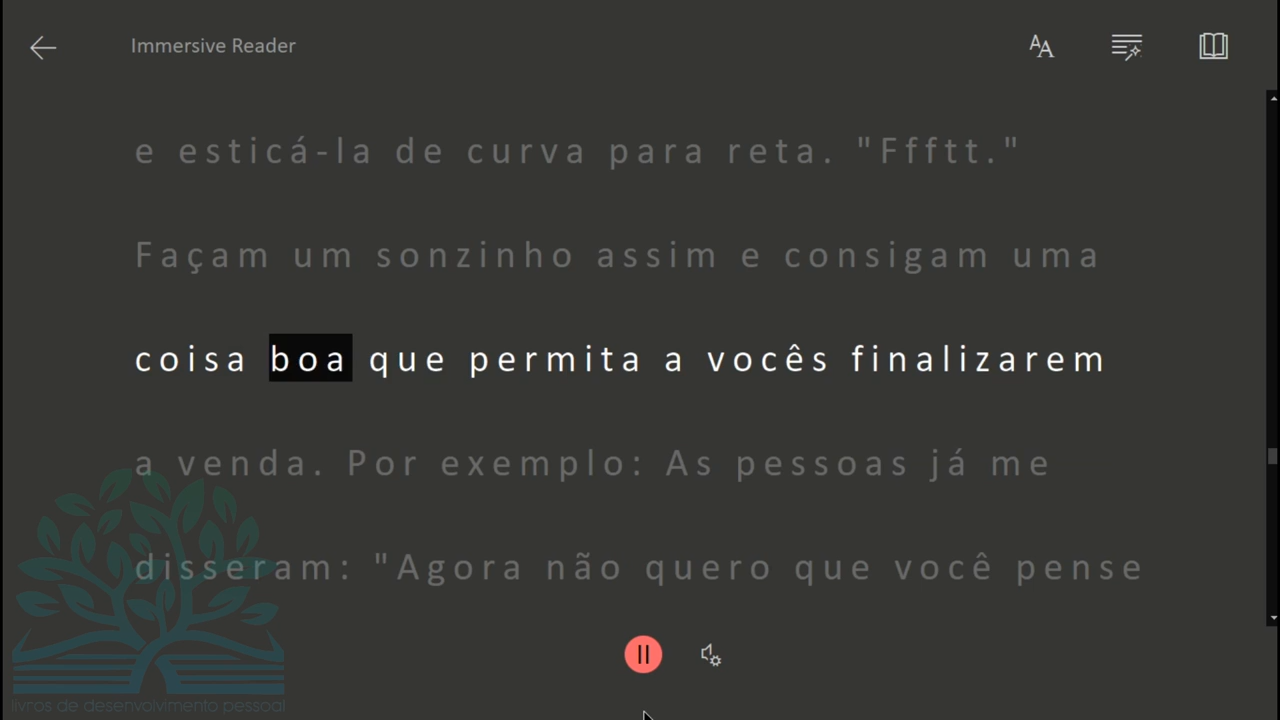 Immersive Reader
e esticá-la de curva para reta. "Ffftt."
Façam um sonzinho assim e consigam uma
coisa boa que permita a vocês finalizarem
a venda. Por exemplo: As pessoas já me
disseram: "Agora não quero que você pense
livros de desenvolvimento pessoal